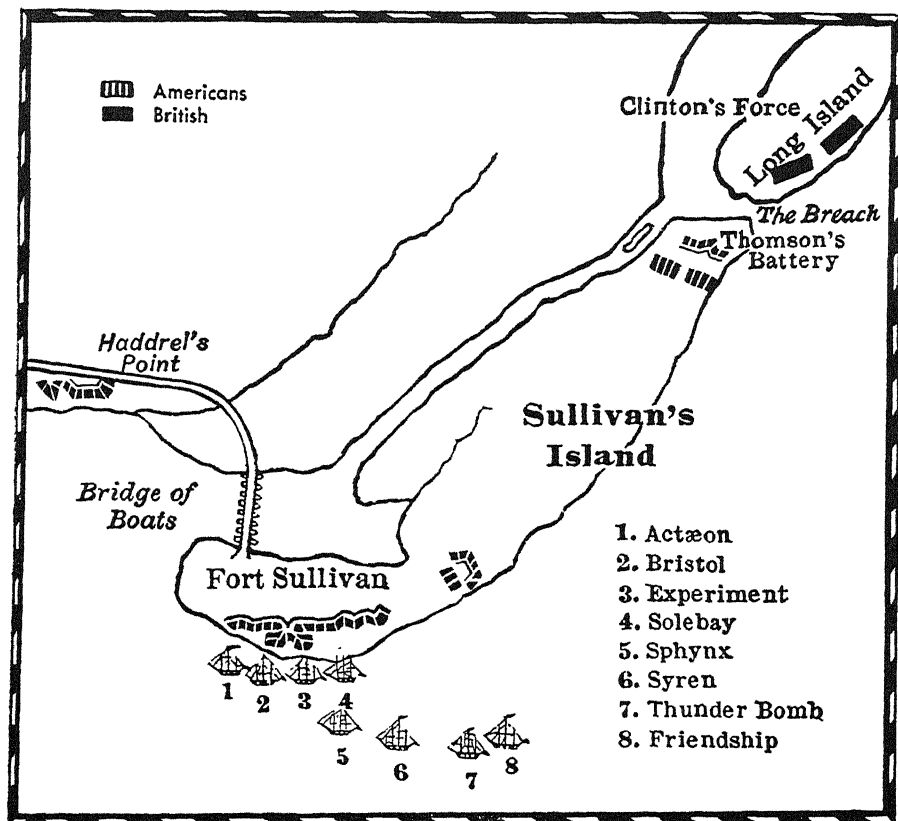 Americans
British
Clinton's Force
Long Island
The Breach
Thomson's
Battery
Haddrel's
Point
Sullivan's
Island
Bridge of
Boats
Fort Sullivan
1. Actæon
2. Bristol
3. Experiment
4. Solebay
5. Sphynx
6. Syren
7. Thunder Bomb
8. Friendship
1
2
3
4
5
6
7
8